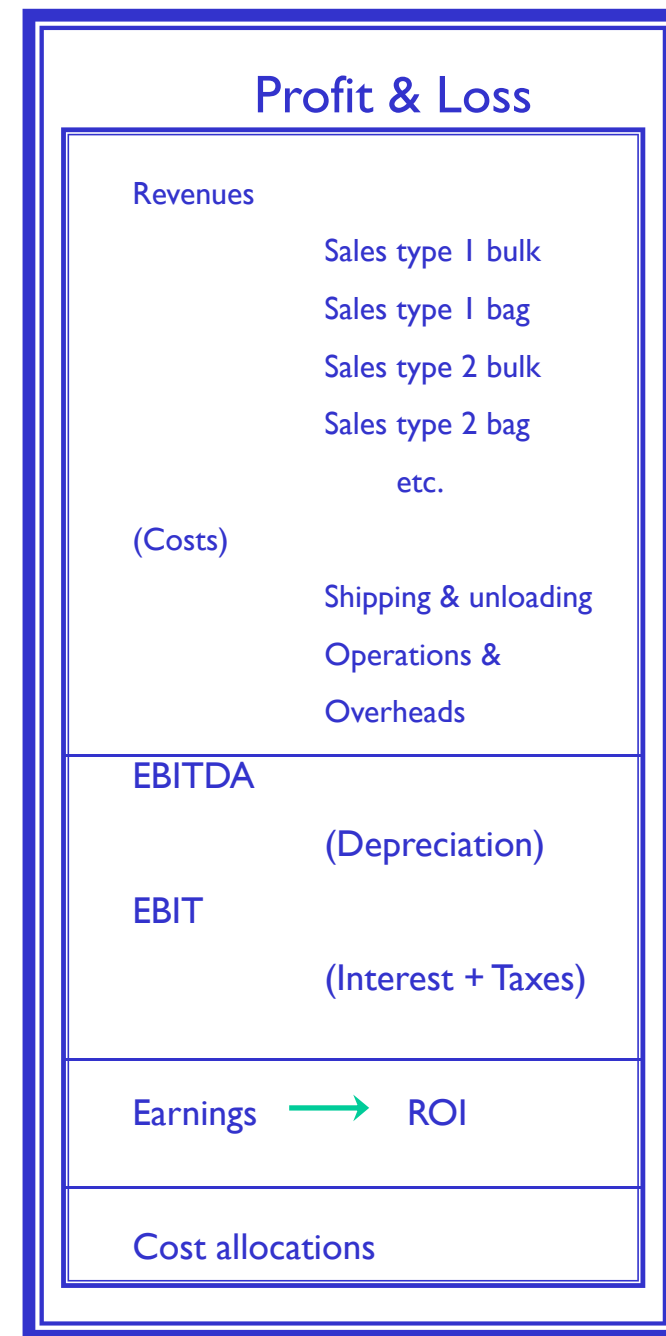 Profit & Loss
Revenues
Sales type 1 bulk
Sales type 1 bag
Sales type 2 bulk
Sales type 2 bag
etc.
(Costs)
Shipping & unloading
Operations &
Overheads
EBITDA
(Depreciation)
EBIT
(Interest + Taxes)
Earnings → ROI
Cost allocations